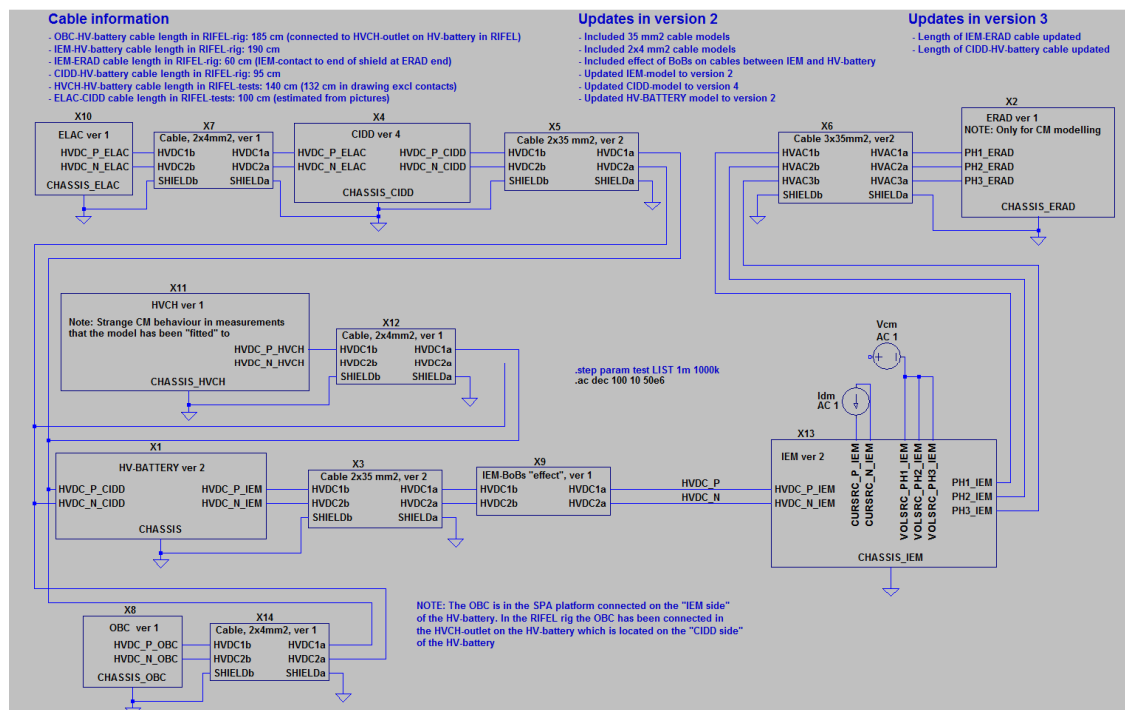 Cable information
- OBC-HV-battery cable length in RIFEL-rig: 185 cm (connected to HVCH-outlet on HV-battery in RIFEL)
- IEM-HV-battery cable length in RIFEL-rig: 190 cm
- IEM-ERAD cable length in RIFEL-rig: 60 cm (IEM-contact to end of shield at ERAD end)
- CIDD-HV-battery cable length in RIFEL-rig: 95 cm
- HVCH-HV-battery cable length in RIFEL-tests: 140 cm (132 cm in drawing excl contacts)
- ELAC-CIDD cable length in RIFEL-tests: 100 cm (estimated from pictures)
Updates in version 2
- Included 35 mm2 cable models
- Included 2x4 mm2 cable models
- Included effect of BoBs on cables between IEM and HV-battery
- Updated IEM-model to version 2
- Updated CIDD-model to version 4
- Updated HV-BATTERY model to version 2
Updates in version 3
- Length of IEM-ERAD cable updated
- Length of CIDD-HV-battery cable updated
X10
ELAC ver 1
HVDC_P_ELAC
HVDC_N_ELAC
CHASSIS_ELAC
X7
Cable, 2x4mm2, ver 1
HVDC1b HVDC1a
HVDC2b HVDC2a
SHIELDb SHIELDa
X4
CIDD ver 4
HVDC_P_ELAC HVDC_P_CIDD
HVDC_N_ELAC HVDC_N_CIDD
CHASSIS_CIDD
X5
Cable 2x35 mm2, ver 2
HVDC1b HVDC1a
HVDC2b HVDC2a
SHIELDb SHIELDa
X6
Cable 3x35mm2, ver2
HVAC1b HVAC1a
HVAC2b HVAC2a
HVAC3b HVAC3a
SHIELDb SHIELDa
X2
ERAD ver 1
NOTE: Only for CM modelling
PH1_ERAD
PH2_ERAD
PH3_ERAD
CHASSIS_ERAD
X11
HVCH ver 1
Note: Strange CM behaviour in measurements
that the model has been "fitted" to
HVDC_P_HVCH
HVDC_N_HVCH
CHASSIS_HVCH
X12
Cable, 2x4mm2, ver 1
HVDC1b HVDC1a
HVDC2b HVDC2a
SHIELDb SHIELDa
.step param test LIST 1m 1000k
.ac dec 100 10 50e6
Vcm
AC 1
Idm
AC 1
X1
HV-BATTERY ver 2
HVDC_P_CIDD HVDC_P_IEM
HVDC_N_CIDD HVDC_N_IEM
CHASSIS
X3
Cable 2x35 mm2, ver 2
HVDC1b HVDC1a
HVDC2b HVDC2a
SHIELDb SHIELDa
X9
IEM-BoBs "effect", ver 1
HVDC1b HVDC1a
HVDC2b HVDC2a
HVDC_P
HVDC_N
X13
IEM ver 2
HVDC_P_IEM
HVDC_N_IEM
CURSRC_P_IEM
CURSRC_N_IEM
VOLSRC_PH1_IEM
VOLSRC_PH2_IEM
VOLSRC_PH3_IEM
PH1_IEM
PH2_IEM
PH3_IEM
CHASSIS_IEM
X8
OBC ver 1
HVDC_P_OBC
HVDC_N_OBC
CHASSIS_OBC
X14
Cable, 2x4mm2, ver 1
HVDC1b HVDC1a
HVDC2b HVDC2a
SHIELDb SHIELDa
NOTE: The OBC is in the SPA platform connected on the "IEM side"
of the HV-battery. In the RIFEL rig the OBC has been connected in
the HVCH-outlet on the HV-battery which is located on the "CIDD side"
of the HV-battery